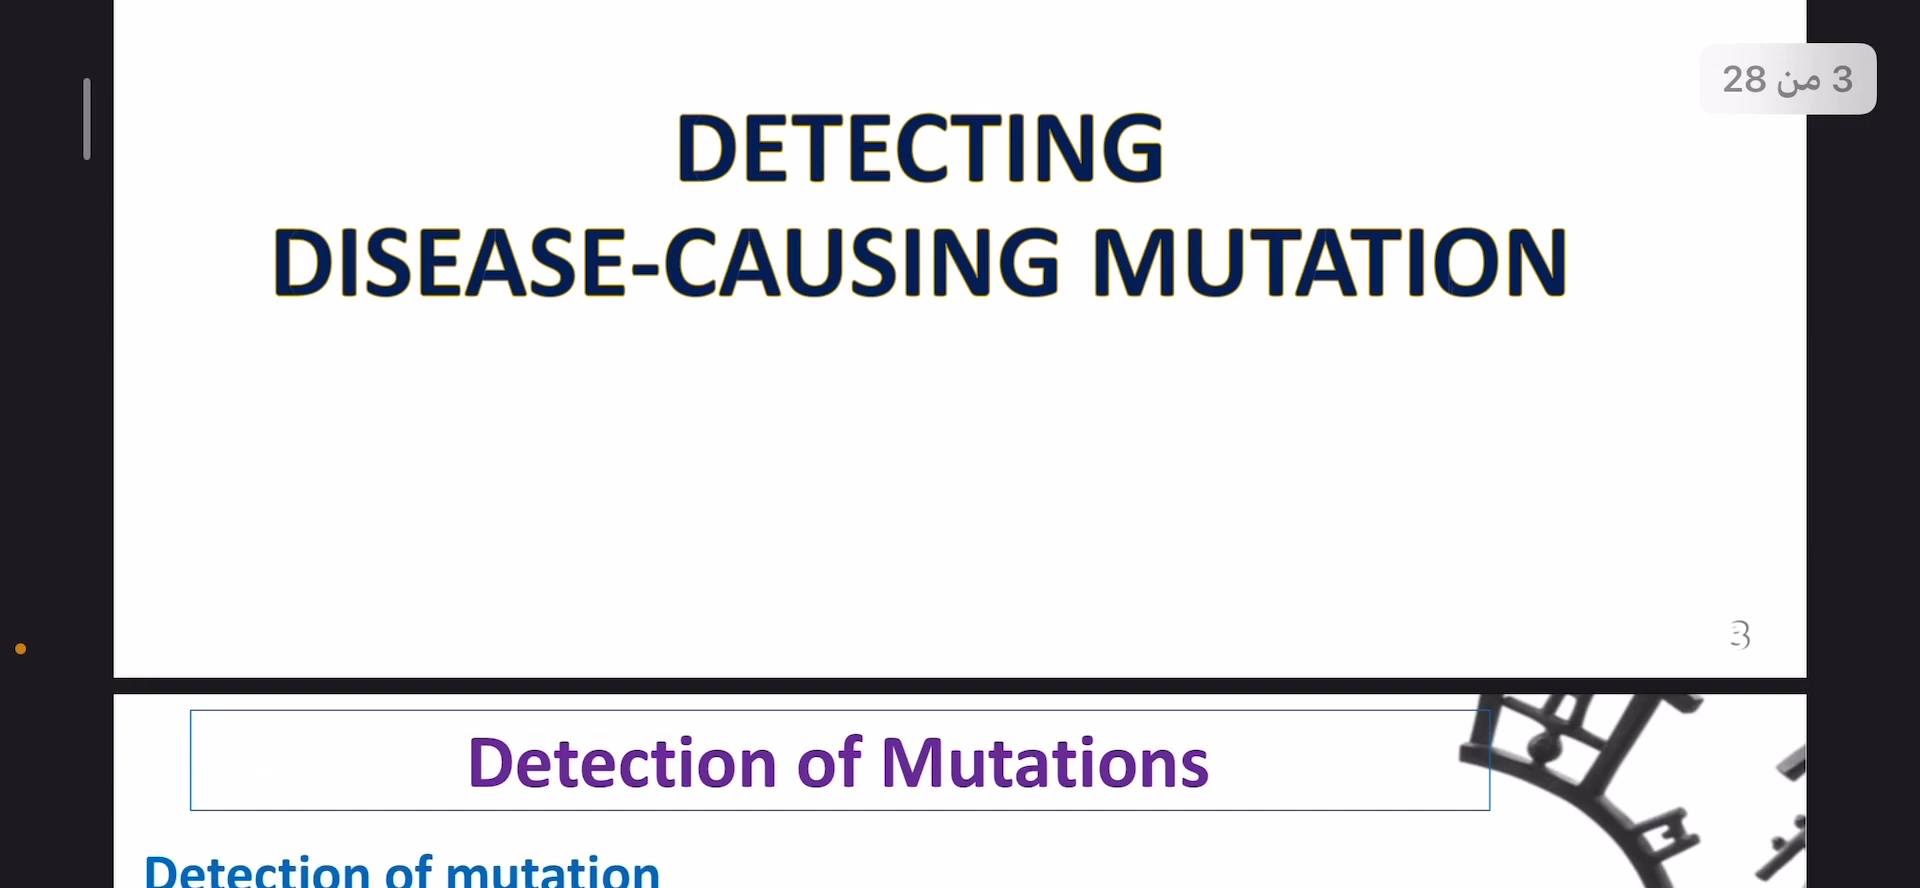 3 من 28
DETECTING
DISEASE-CAUSING MUTATION
3
Detection of Mutations
Detection of mutation